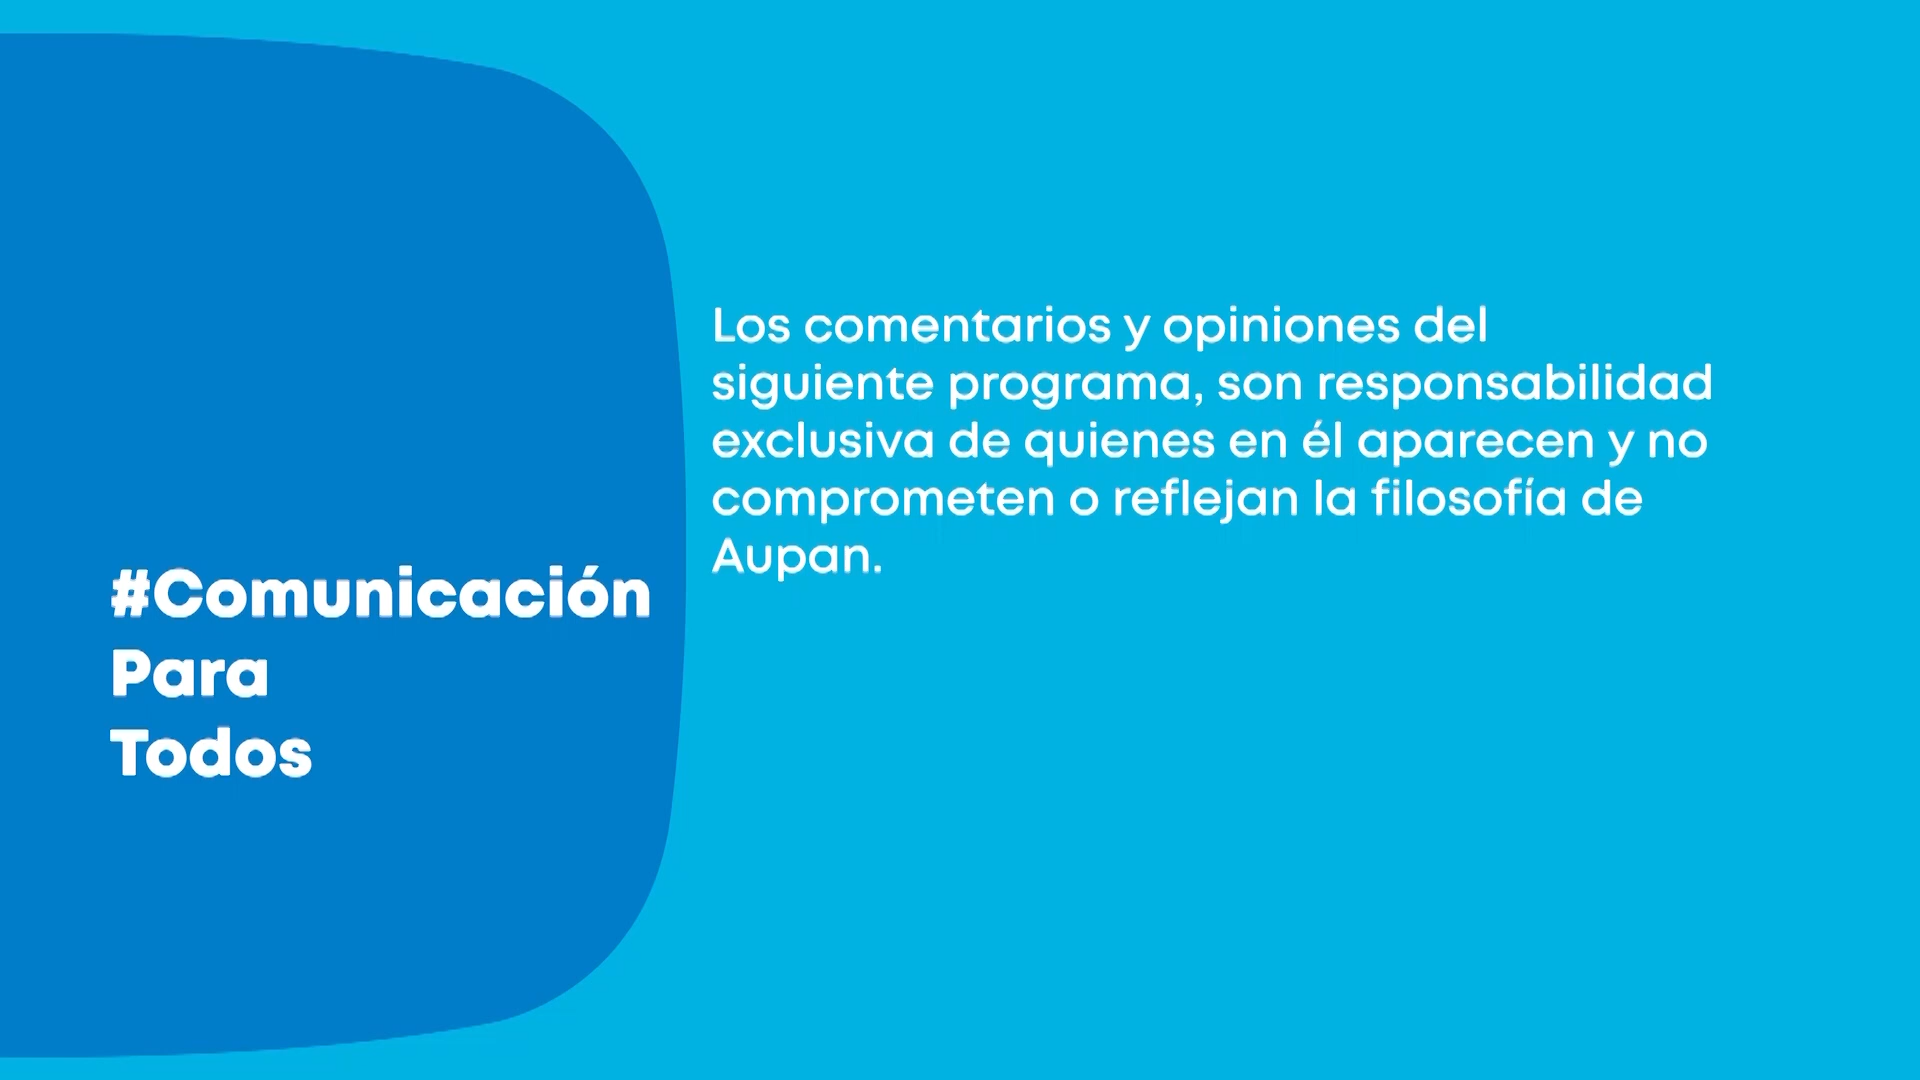 #Comunicación
Para
Todos
Los comentarios y opiniones del
siguiente programa, son responsabilidad
exclusiva de quienes en él aparecen y no
comprometen o reflejan la filosofía de
Aupan.